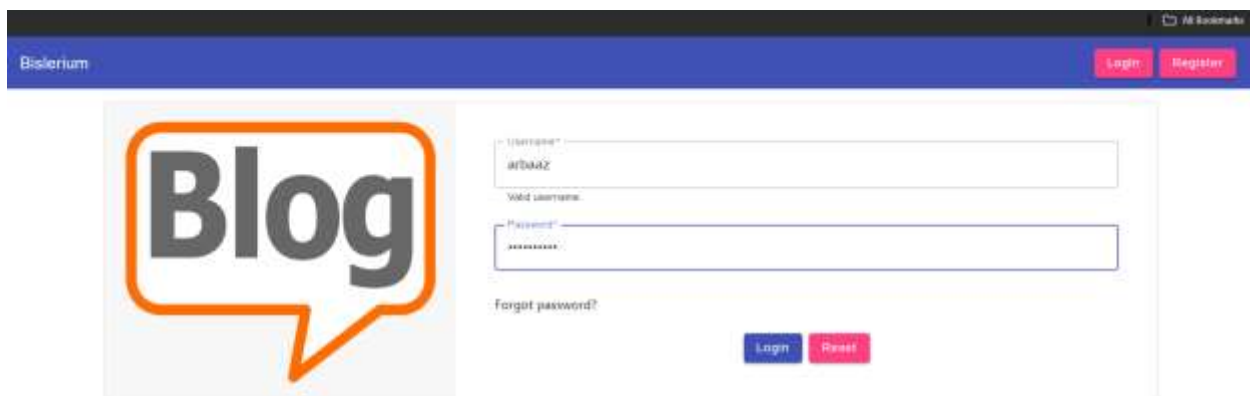 All Bookmarks
Bislerium
Login Register
Blog
Username*
arbaaz
Valid username.
Password*
••••••••••
Forgot password?
Login Reset